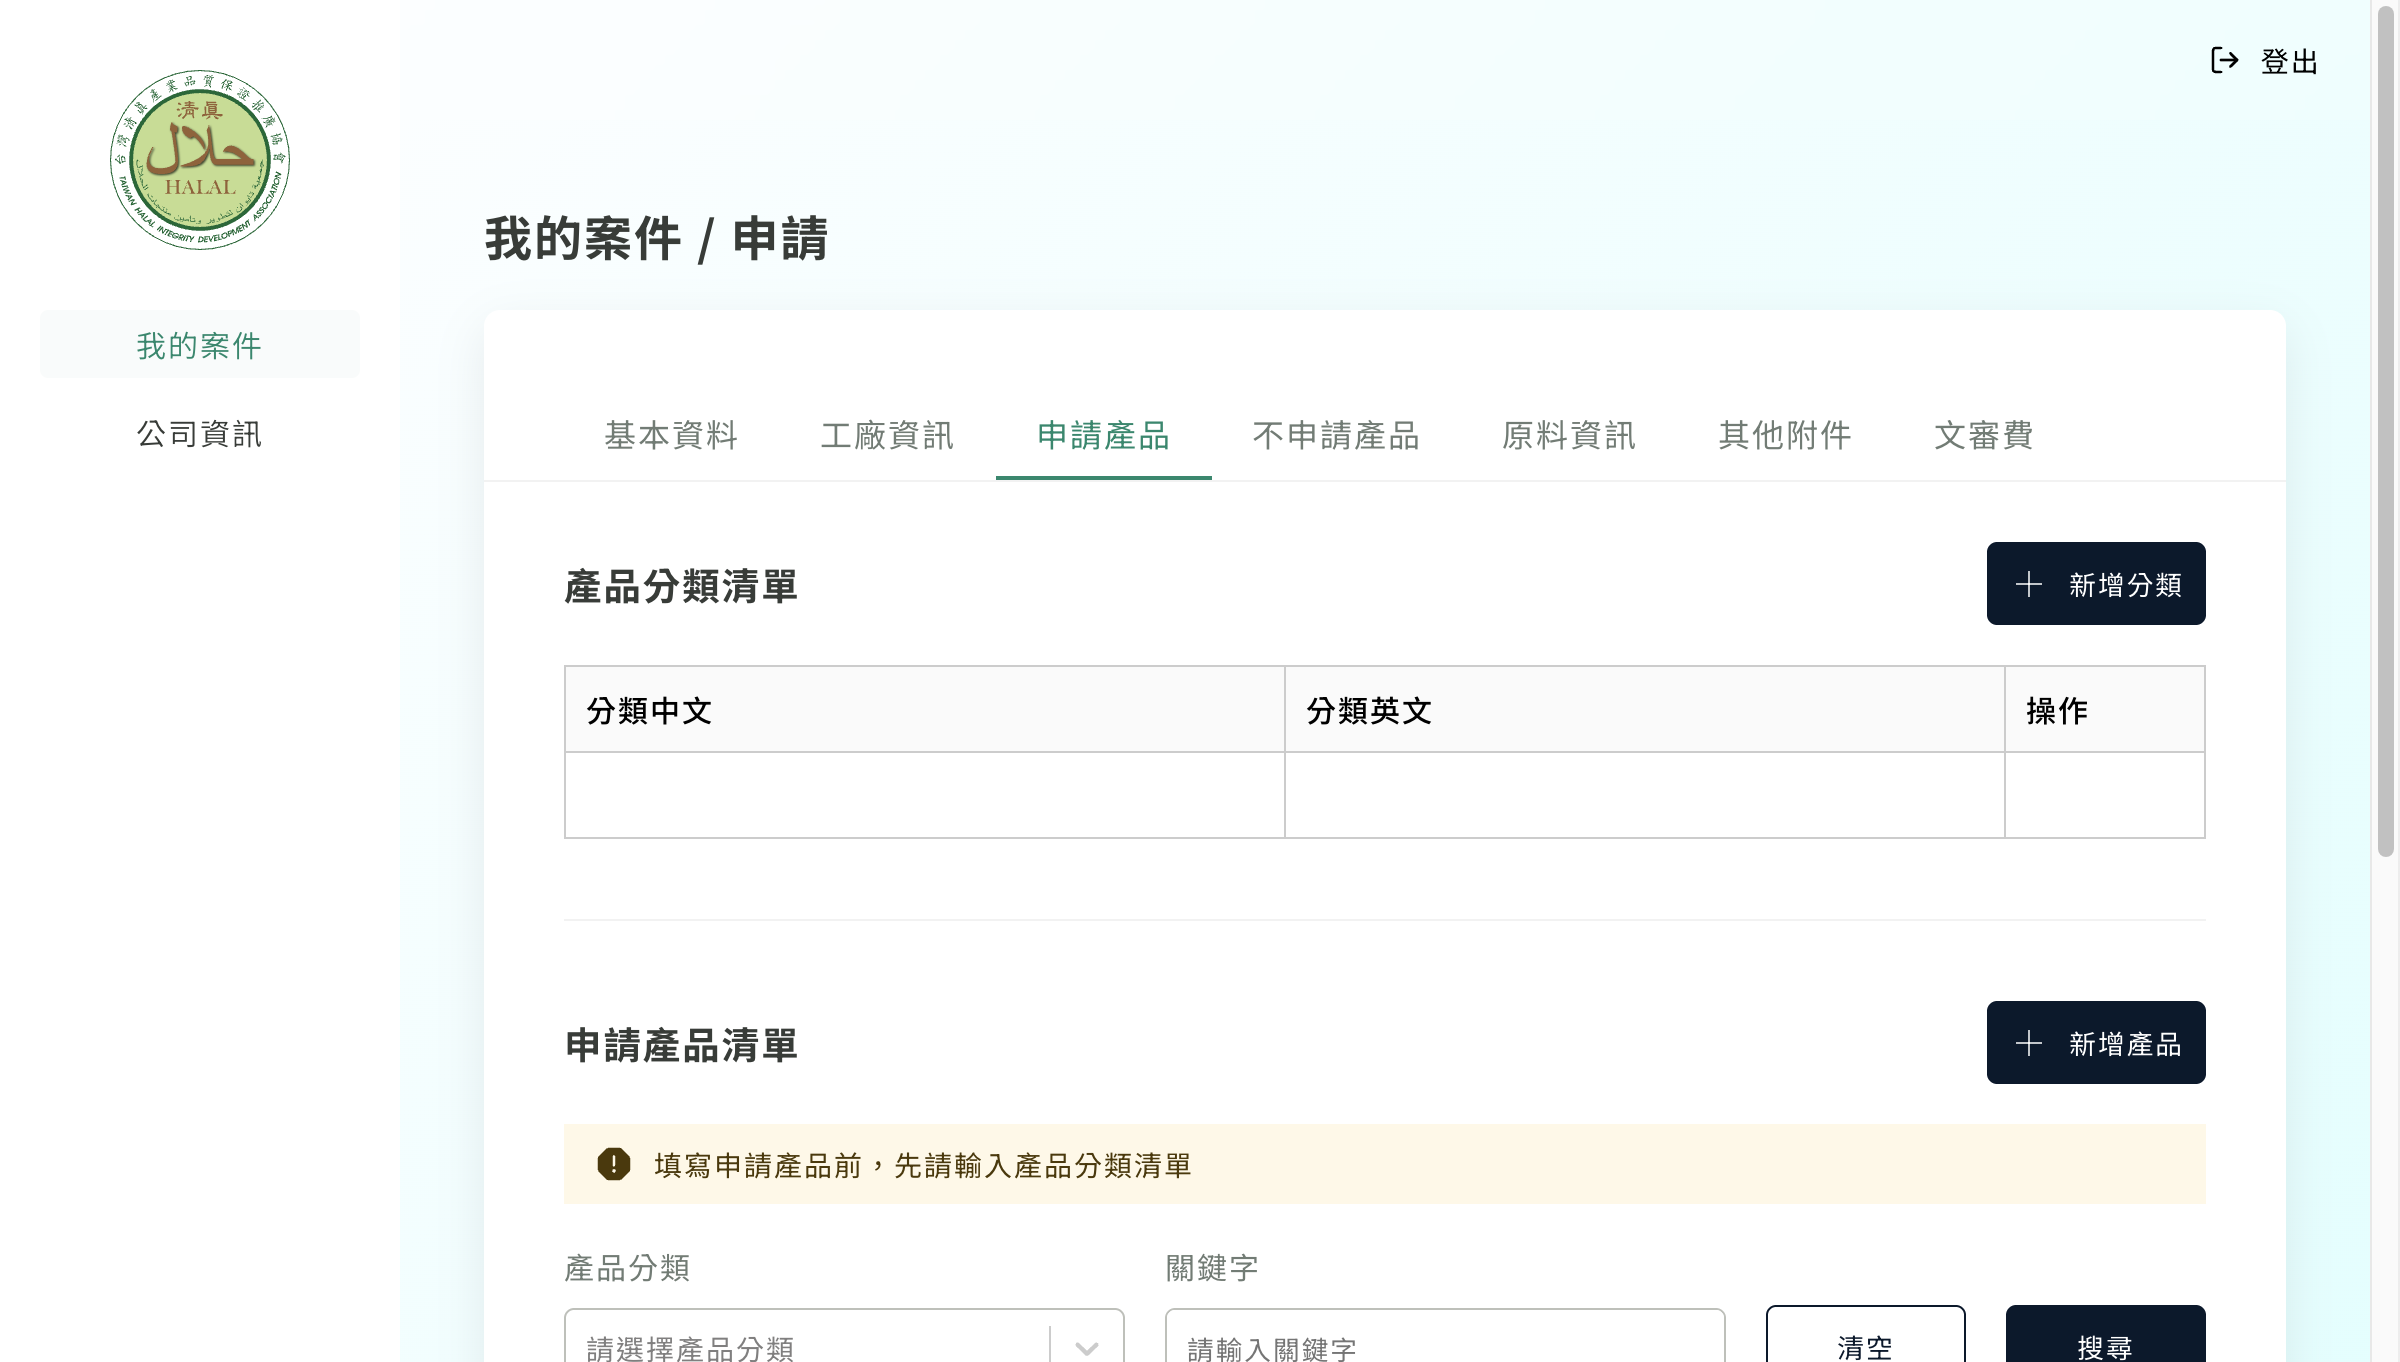 台灣清真產業品質保證推廣協會
清真
حلال
HALAL
TAIWAN HALAL INTEGRITY DEVELOPMENT ASSOCIATION
登出
我的案件
公司資訊
我的案件 / 申請
基本資料 工廠資訊 申請產品 不申請產品 原料資訊 其他附件 文審費
產品分類清單
新增分類
分類中文 分類英文 操作
申請產品清單
新增產品
填寫申請產品前，先請輸入產品分類清單
產品分類 關鍵字
請選擇產品分類 請輸入關鍵字 清空 搜尋